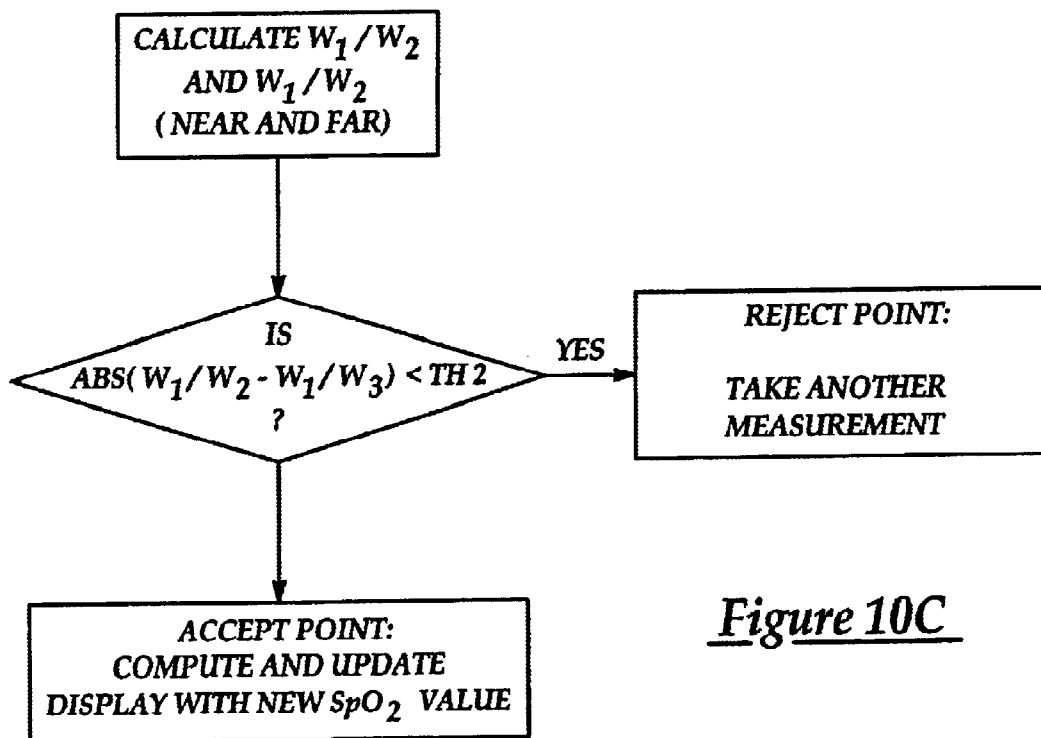 CALCULATE W1/W2
AND W1/W2
(NEAR AND FAR)
IS
ABS(W1/W2 - W1/W3) < TH 2
?
YES
REJECT POINT:
TAKE ANOTHER
MEASUREMENT
ACCEPT POINT:
COMPUTE AND UPDATE
DISPLAY WITH NEW SpO2 VALUE
Figure 10C